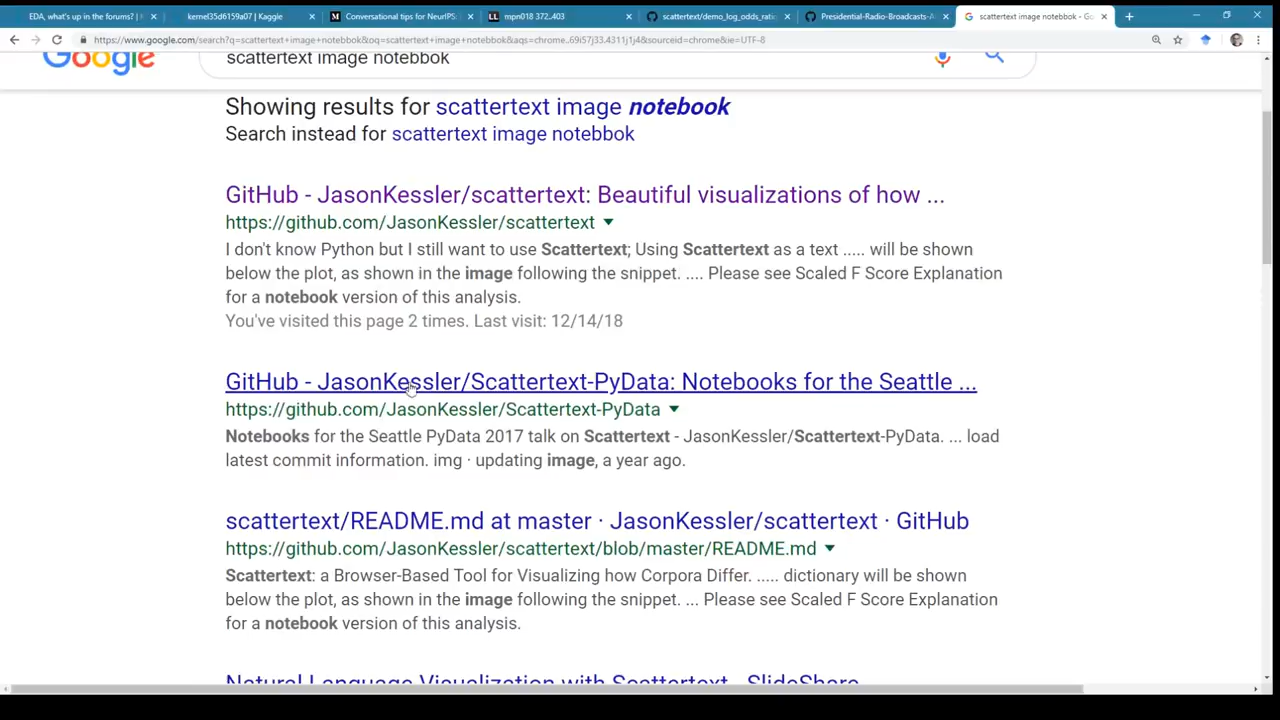 EDA, what's up in the forums? | K
kernel35d6159a07 | Kaggle
Conversational tips for NeurIPS:
mpn018 372..403
scattertext/demo_log_odds_ratio
Presidential-Radio-Broadcasts-A
scattertext image notebbok - Go
https://www.google.com/search?q=scattertext+image+notebbok&oq=scattertext+image+notebbok&aqs=chrome..69i57j33.4311j1j4&sourceid=chrome&ie=UTF-8
Google
scattertext image notebbok
Showing results for scattertext image notebook
Search instead for scattertext image notebbok
GitHub - JasonKessler/scattertext: Beautiful visualizations of how ...
https://github.com/JasonKessler/scattertext
I don't know Python but I still want to use Scattertext; Using Scattertext as a text ..... will be shown
below the plot, as shown in the image following the snippet. .... Please see Scaled F Score Explanation
for a notebook version of this analysis.
You've visited this page 2 times. Last visit: 12/14/18
GitHub - JasonKessler/Scattertext-PyData: Notebooks for the Seattle ...
https://github.com/JasonKessler/Scattertext-PyData
Notebooks for the Seattle PyData 2017 talk on Scattertext - JasonKessler/Scattertext-PyData. ... load
latest commit information. img · updating image, a year ago.
scattertext/README.md at master · JasonKessler/scattertext · GitHub
https://github.com/JasonKessler/scattertext/blob/master/README.md
Scattertext: a Browser-Based Tool for Visualizing how Corpora Differ. ..... dictionary will be shown
below the plot, as shown in the image following the snippet. ... Please see Scaled F Score Explanation
for a notebook version of this analysis.
Natural Language Visualization with Scattertext - SlideShare